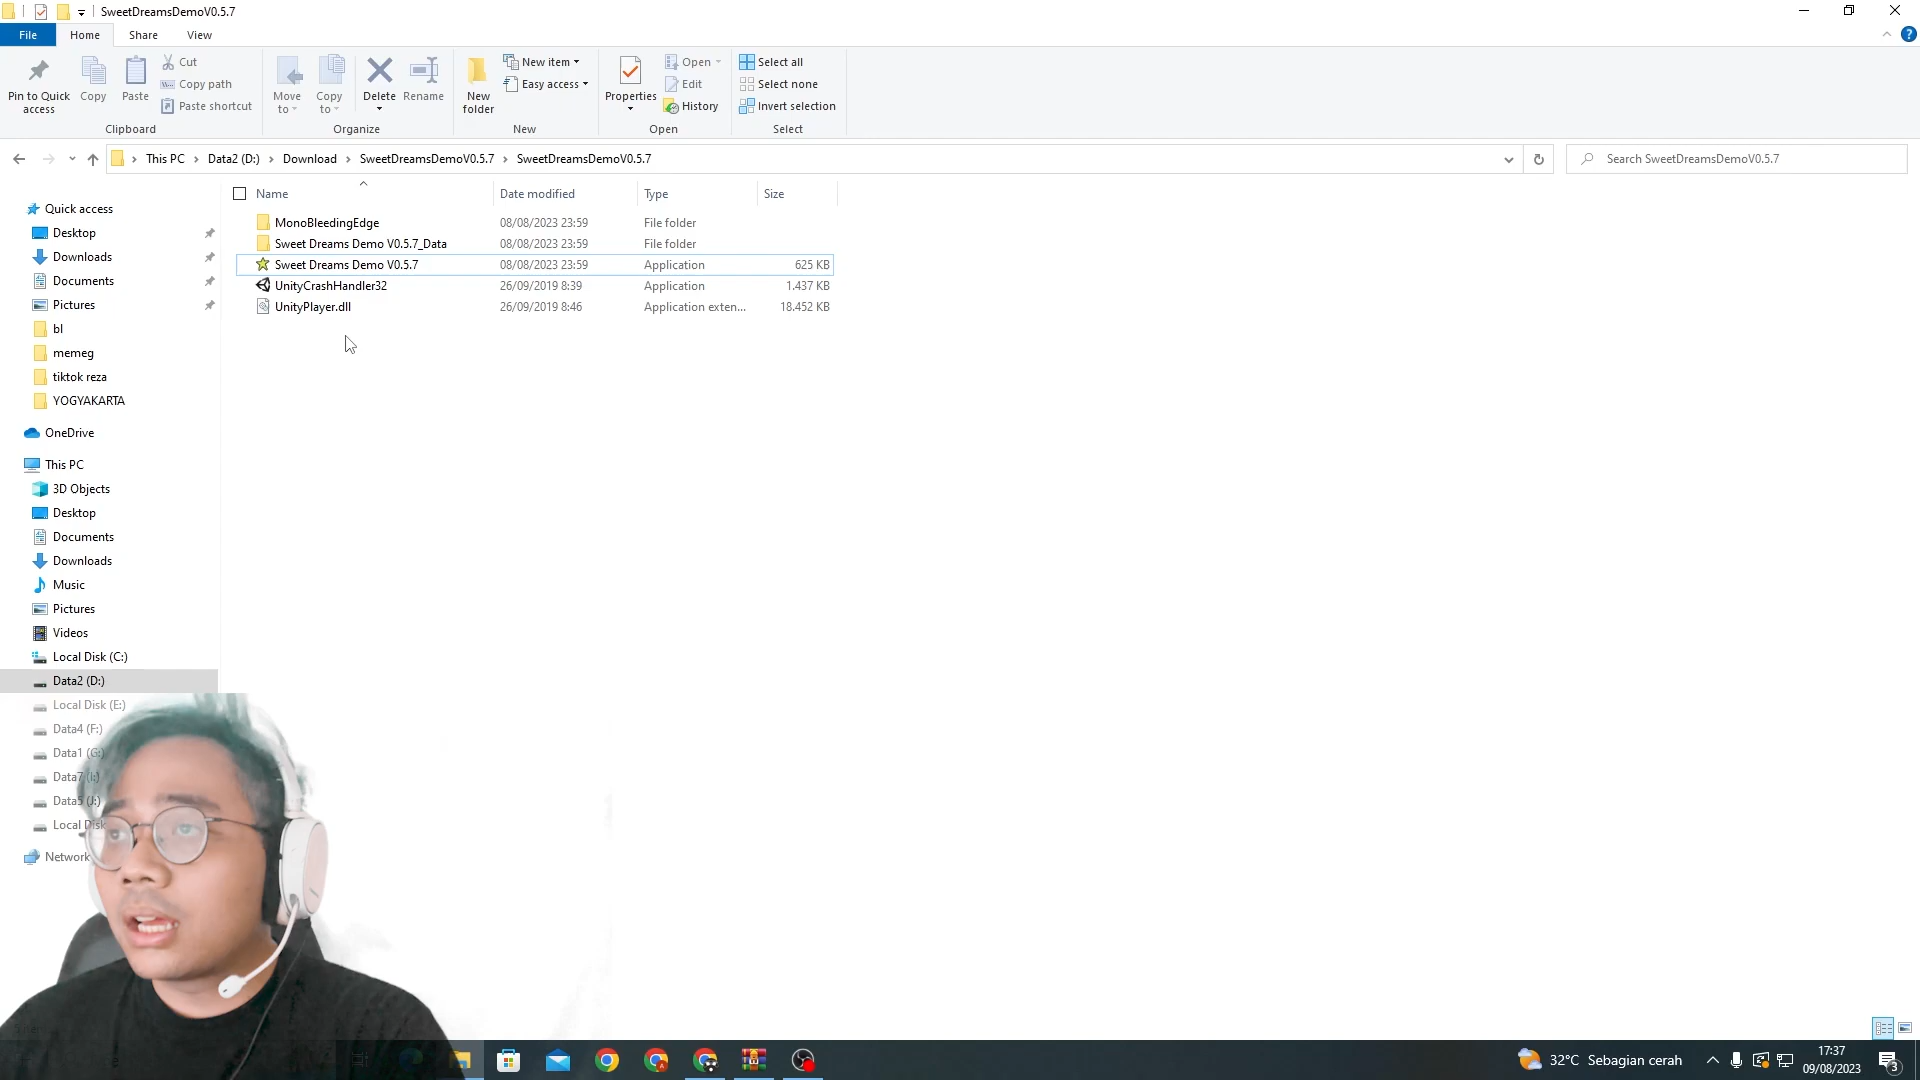 SweetDreamsDemoV0.5.7
File Home Share View
Pin to Quick access
Copy
Paste
Cut
Copy path
Paste shortcut
Clipboard
Move to
Copy to
Delete
Rename
Organize
New folder
New item
Easy access
New
Properties
Open
Edit
History
Open
Select all
Select none
Invert selection
Select
This PC > Data2 (D:) > Download > SweetDreamsDemoV0.5.7 > SweetDreamsDemoV0.5.7
Search SweetDreamsDemoV0.5.7
Name Date modified Type Size
MonoBleedingEdge 08/08/2023 23:59 File folder
Sweet Dreams Demo V0.5.7_Data 08/08/2023 23:59 File folder
Sweet Dreams Demo V0.5.7 08/08/2023 23:59 Application 625 KB
UnityCrashHandler32 26/09/2019 8:39 Application 1.437 KB
UnityPlayer.dll 26/09/2019 8:46 Application exten... 18.452 KB
Quick access
Desktop
Downloads
Documents
Pictures
bl
memeg
tiktok reza
YOGYAKARTA
OneDrive
This PC
3D Objects
Desktop
Documents
Downloads
Music
Pictures
Videos
Local Disk (C:)
Data2 (D:)
Local Disk (E:)
Data4 (F:)
Data1 (G:)
Data7 (I:)
Data5 (J:)
Local Disk
Network
32°C Sebagian cerah
17:37
09/08/2023
3